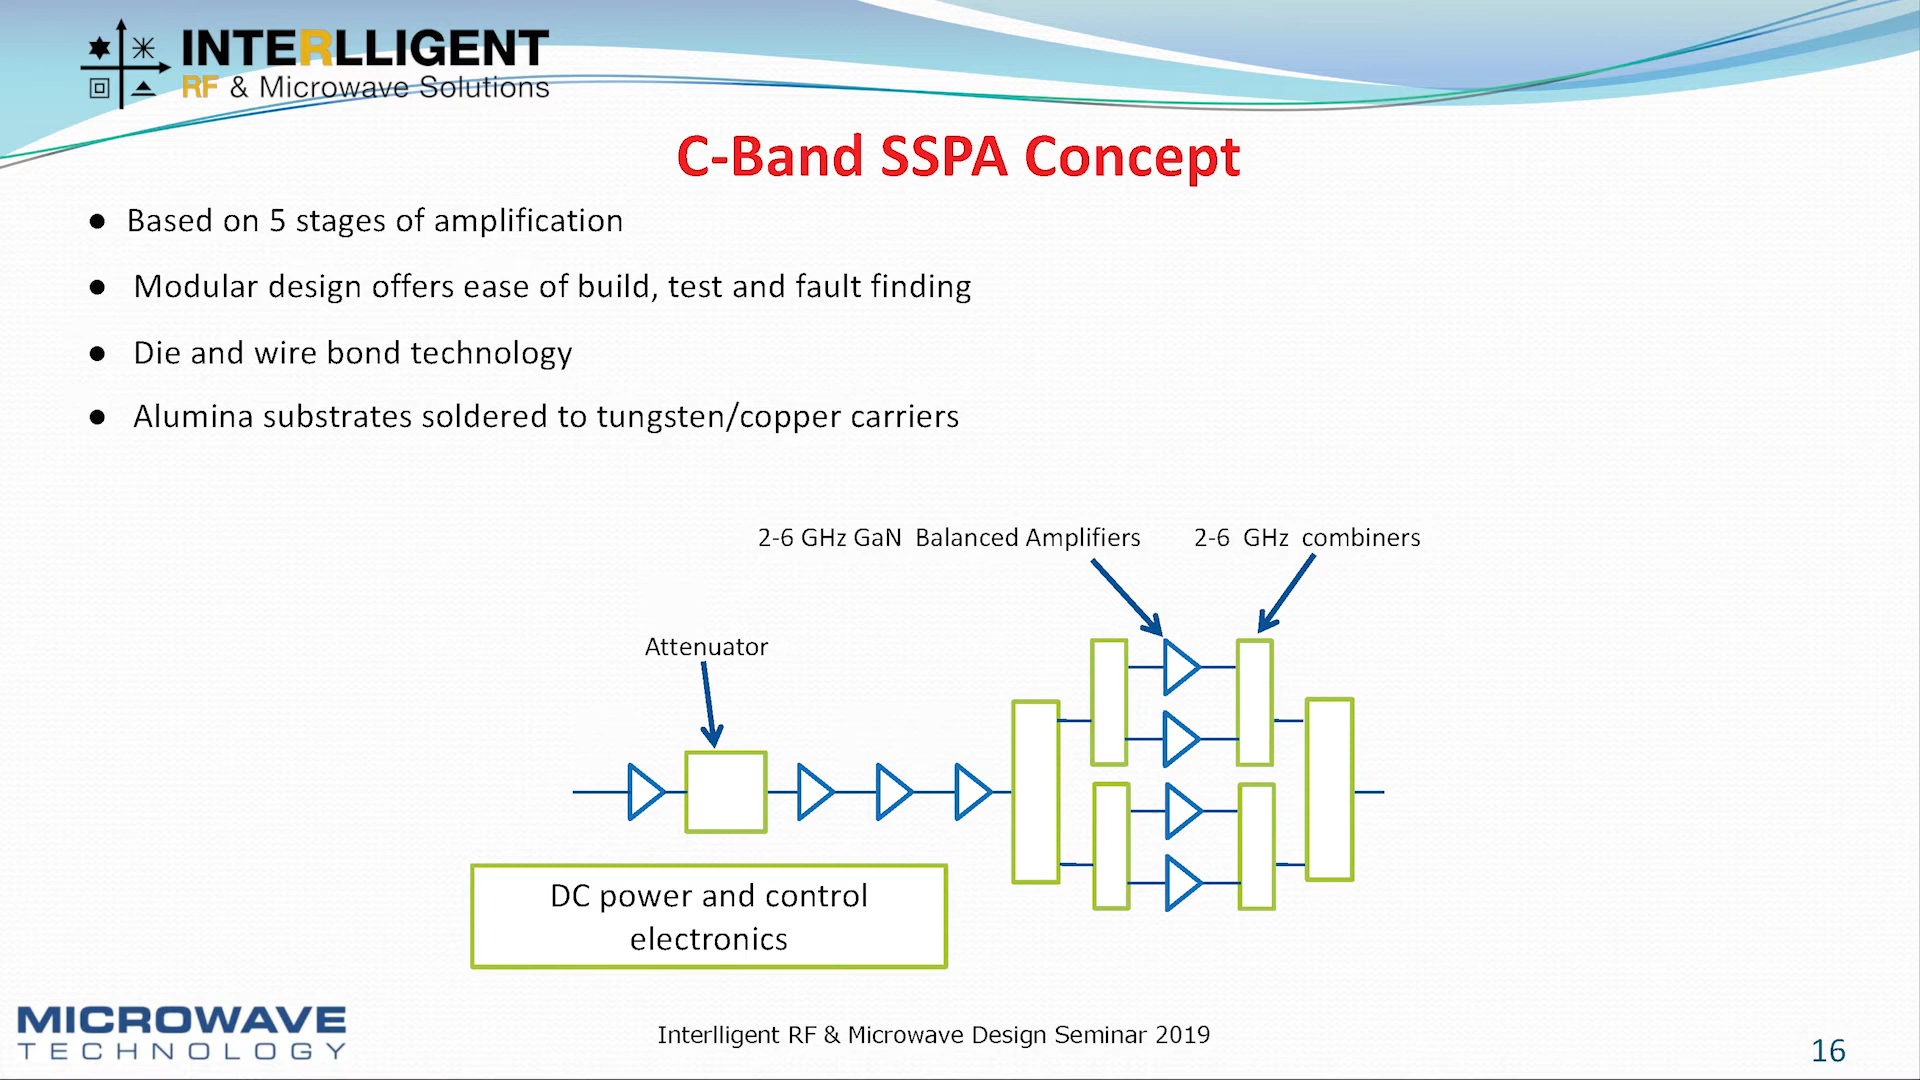 INTERLLIGENT
RF & Microwave Solutions
C-Band SSPA Concept
● Based on 5 stages of amplification
● Modular design offers ease of build, test and fault finding
● Die and wire bond technology
● Alumina substrates soldered to tungsten/copper carriers
2-6 GHz GaN Balanced Amplifiers
2-6 GHz combiners
Attenuator
DC power and control
electronics
MICROWAVE
TECHNOLOGY
Interlligent RF & Microwave Design Seminar 2019
16